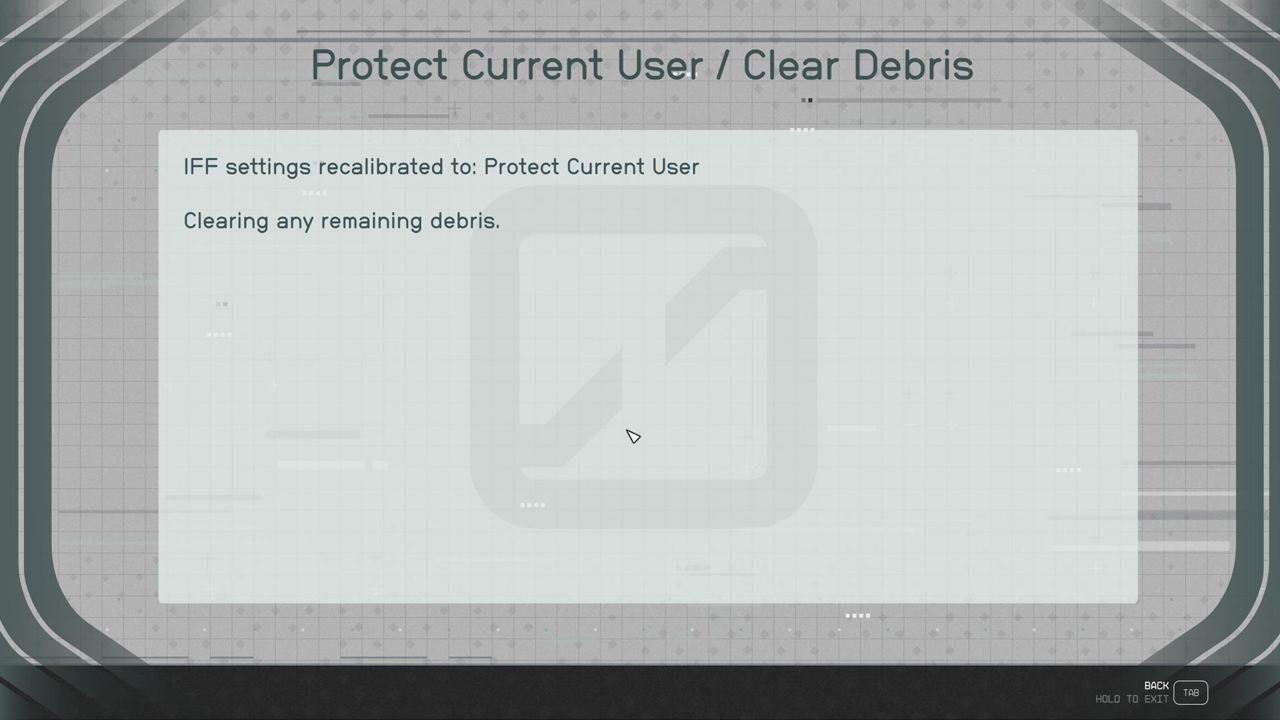 Protect Current User / Clear Debris
IFF settings recalibrated to: Protect Current User
Clearing any remaining debris.
BACK
HOLD TO EXIT
TAB